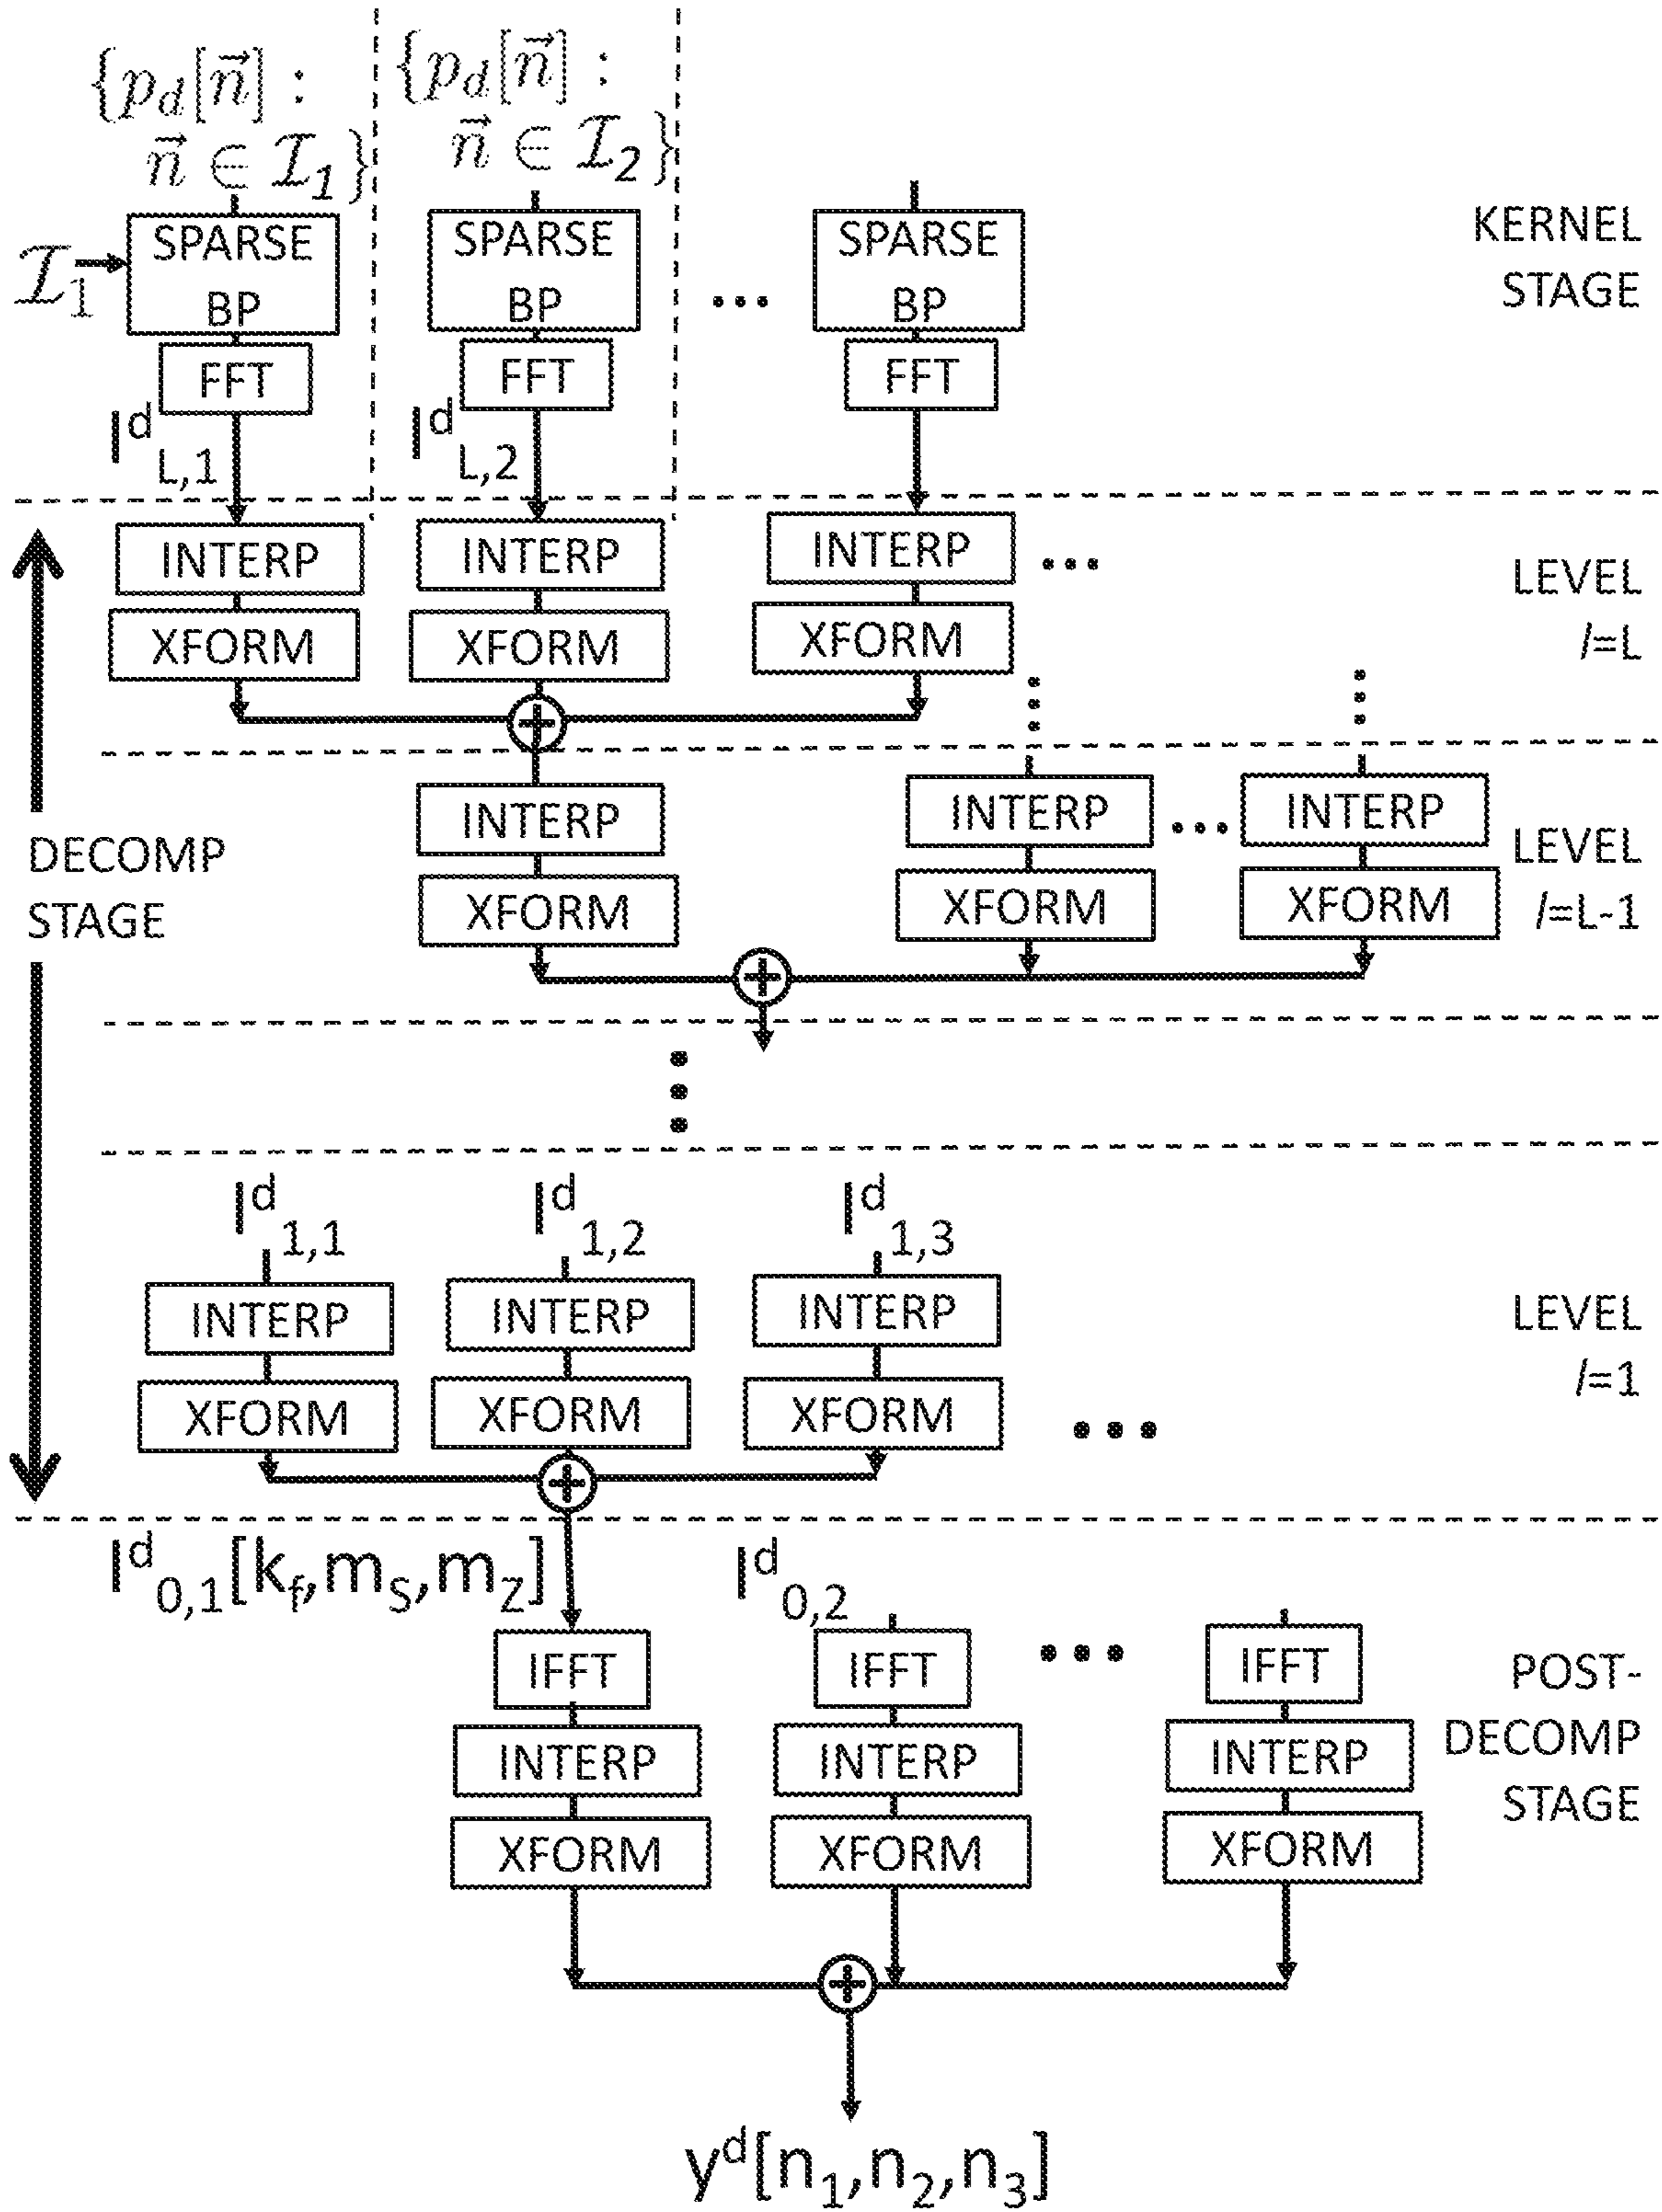 {p_d[n⃗] :
n⃗ ∈ ℐ_1}
{p_d[n⃗] :
n⃗ ∈ ℐ_2}
KERNEL
STAGE
ℐ_1
SPARSE
BP
SPARSE
BP
...
SPARSE
BP
FFT
FFT
FFT
I^d_L,1
I^d_L,2
INTERP
INTERP
INTERP
...
LEVEL
l=L
XFORM
XFORM
XFORM
+
DECOMP
STAGE
INTERP
INTERP
...
INTERP
LEVEL
l=L-1
XFORM
XFORM
XFORM
+
I^d_1,1
I^d_1,2
I^d_1,3
INTERP
INTERP
INTERP
LEVEL
l=1
XFORM
XFORM
XFORM
...
+
I^d_0,1[k_f,m_S,m_Z]
I^d_0,2
IFFT
IFFT
...
IFFT
POST-
DECOMP
STAGE
INTERP
INTERP
INTERP
XFORM
XFORM
XFORM
+
y^d[n_1,n_2,n_3]